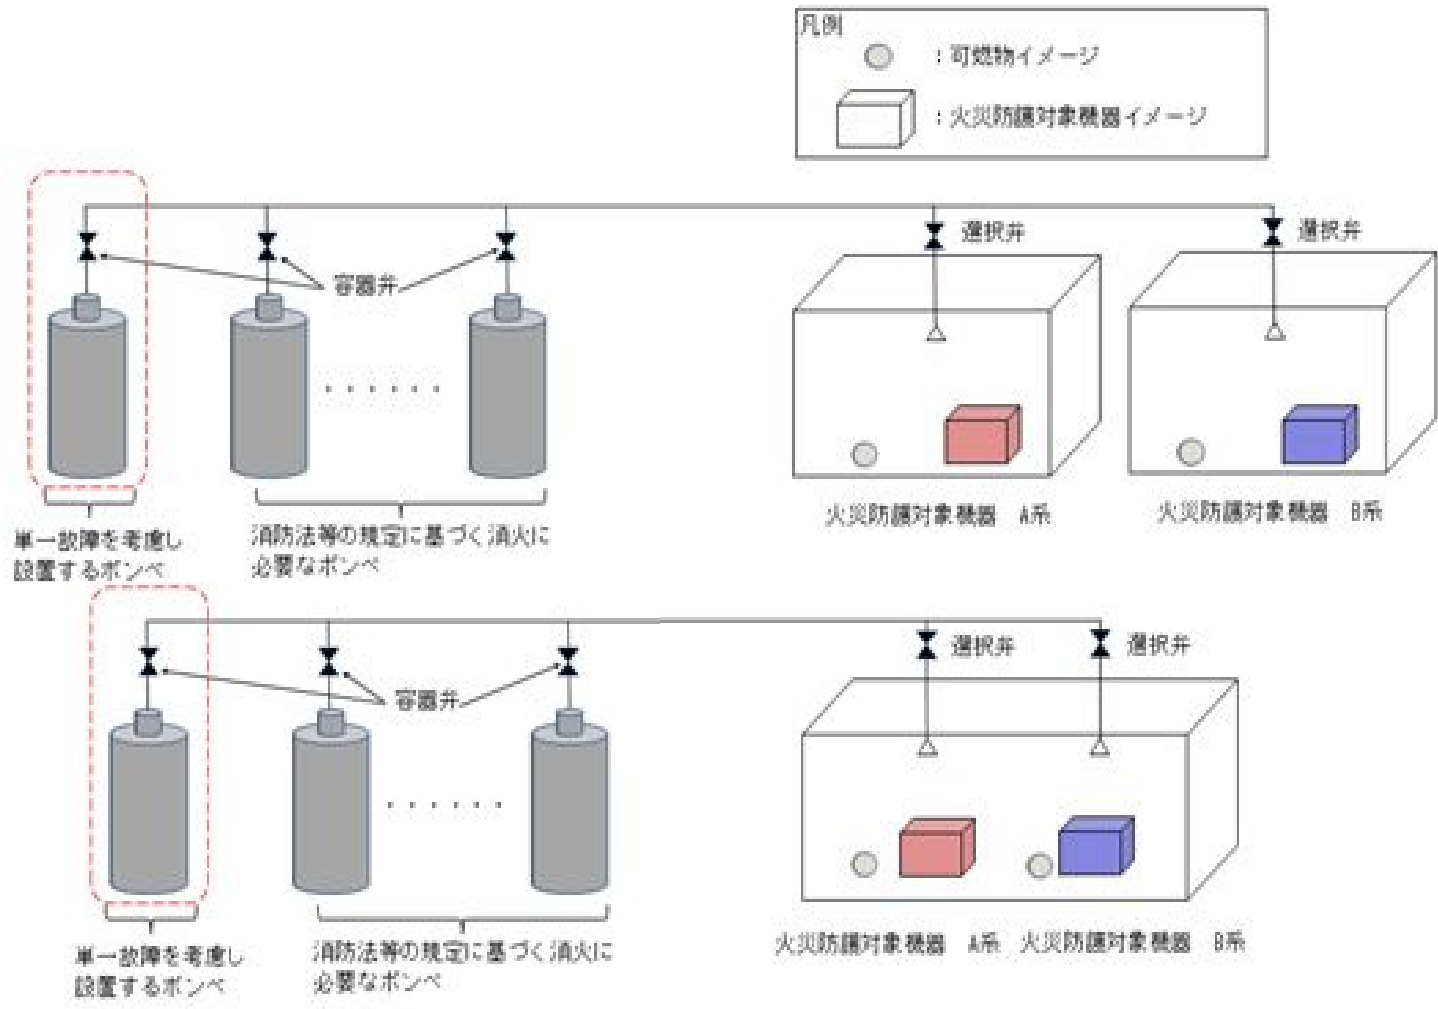 凡例
：可燃物イメージ
：火災防護対象機器イメージ
選択弁
選択弁
容器弁
火災防護対象機器　A系
火災防護対象機器　B系
単一故障を考慮し
設置するボンベ
消防法等の規定に基づく消火に
必要なボンベ
選択弁
選択弁
容器弁
火災防護対象機器　A系
火災防護対象機器　B系
単一故障を考慮し
設置するボンベ
消防法等の規定に基づく消火に
必要なボンベ